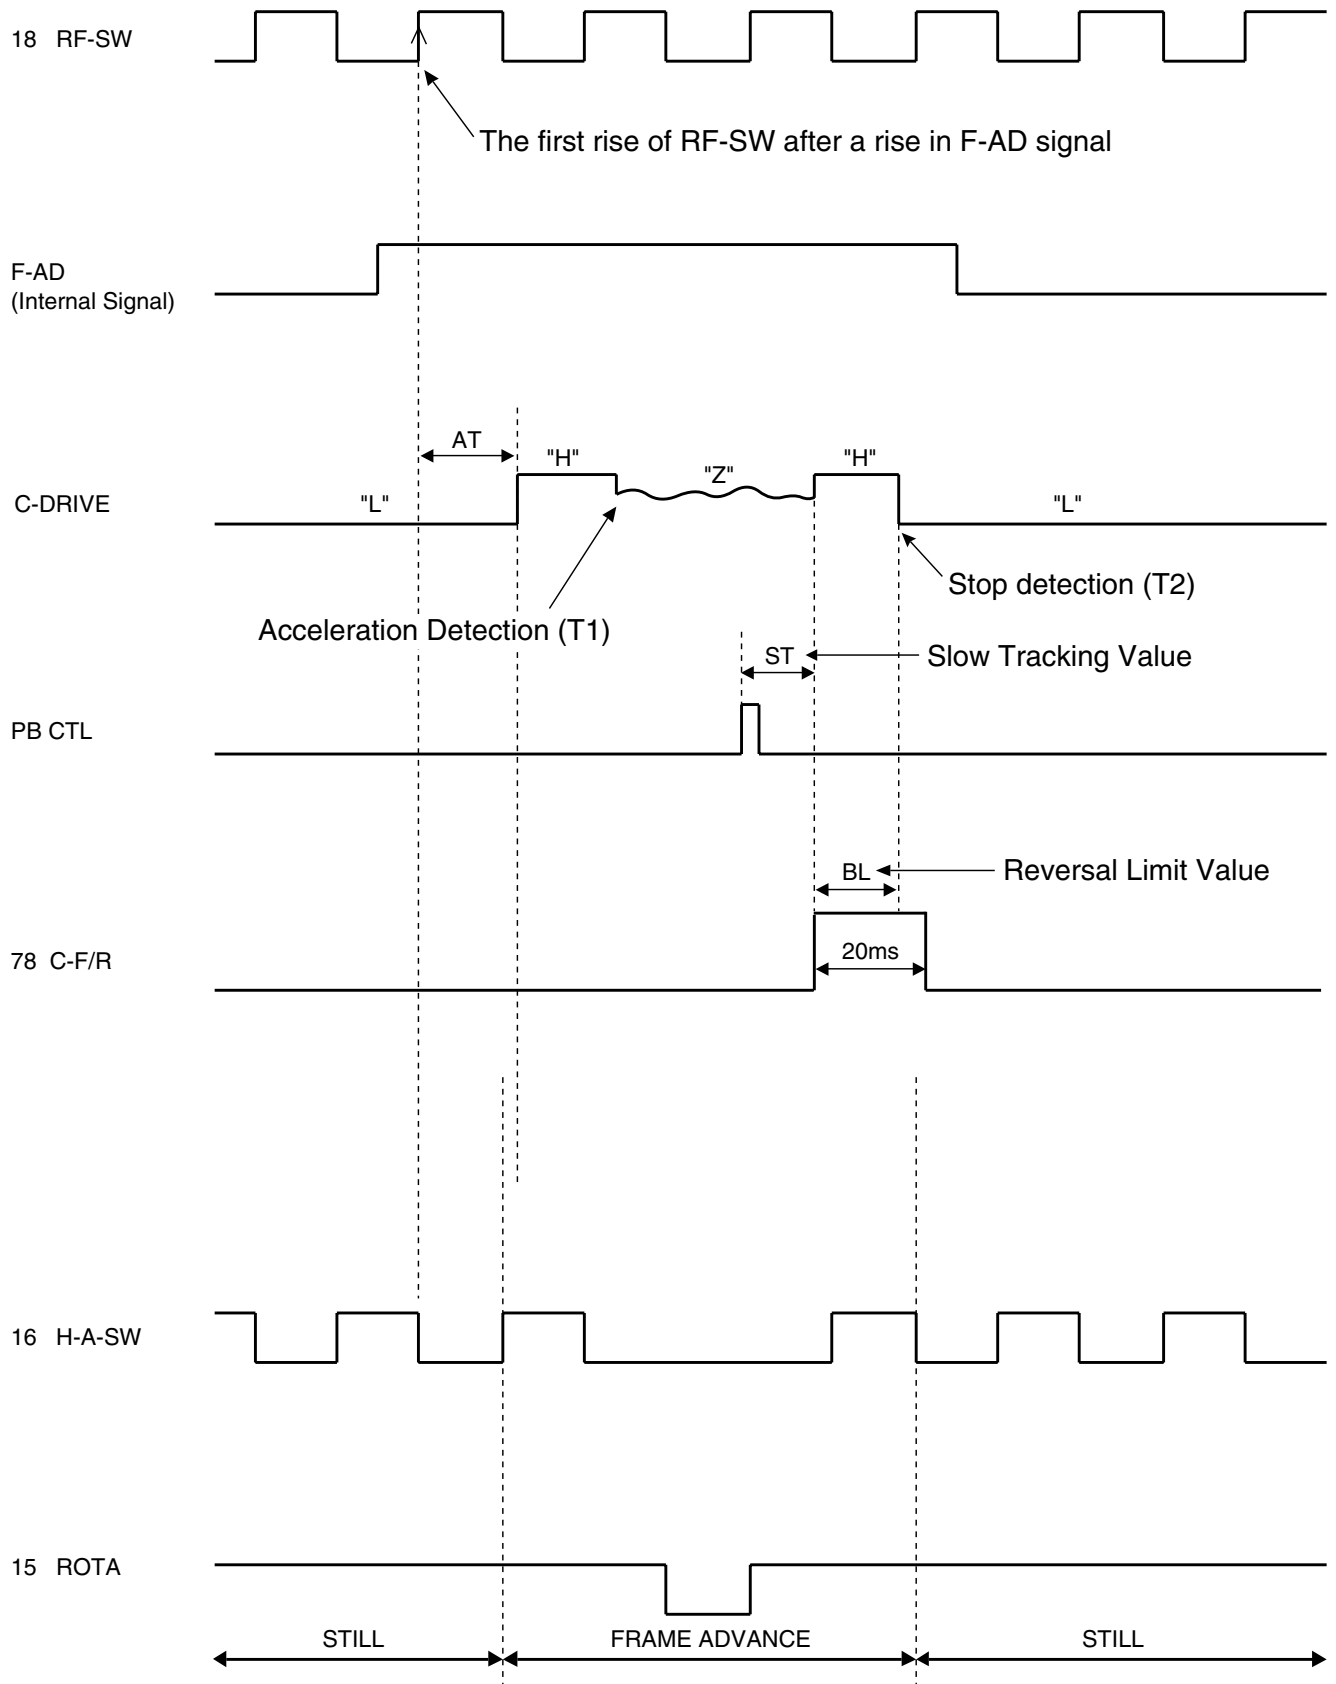 18 RF-SW
The first rise of RF-SW after a rise in F-AD signal
F-AD
(Internal Signal)
AT
"H"
"Z"
"H"
C-DRIVE
"L"
"L"
Stop detection (T2)
Acceleration Detection (T1)
ST
Slow Tracking Value
PB CTL
BL
Reversal Limit Value
78 C-F/R
20ms
16 H-A-SW
15 ROTA
STILL
FRAME ADVANCE
STILL